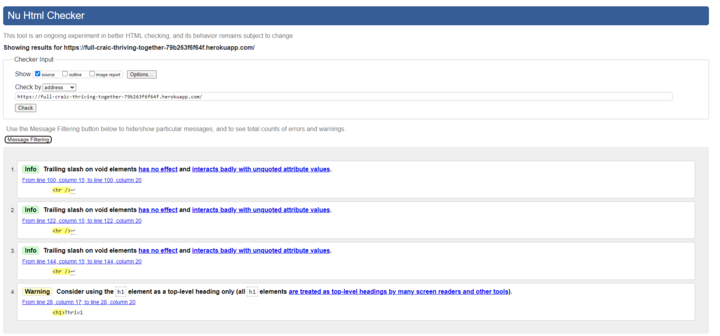 Nu Html Checker
This tool is an ongoing experiment in better HTML checking, and its behavior remains subject to change
Showing results for https://full-craic-thriving-together-79b263f6f64f.herokuapp.com/
Checker Input
Show source outline image report Options...
Check by address
https://full-craic-thriving-together-79b263f6f64f.herokuapp.com/
Check
Use the Message Filtering button below to hide/show particular messages, and to see total counts of errors and warnings.
Message Filtering
1. Info Trailing slash on void elements has no effect and interacts badly with unquoted attribute values.
From line 100, column 15; to line 100, column 20
<hr />↩
2. Info Trailing slash on void elements has no effect and interacts badly with unquoted attribute values.
From line 122, column 15; to line 122, column 20
<hr />↩
3. Info Trailing slash on void elements has no effect and interacts badly with unquoted attribute values.
From line 144, column 15; to line 144, column 20
<hr />↩
4. Warning Consider using the h1 element as a top-level heading only (all h1 elements are treated as top-level headings by many screen readers and other tools).
From line 28, column 17; to line 28, column 20
<h1>Thrivi